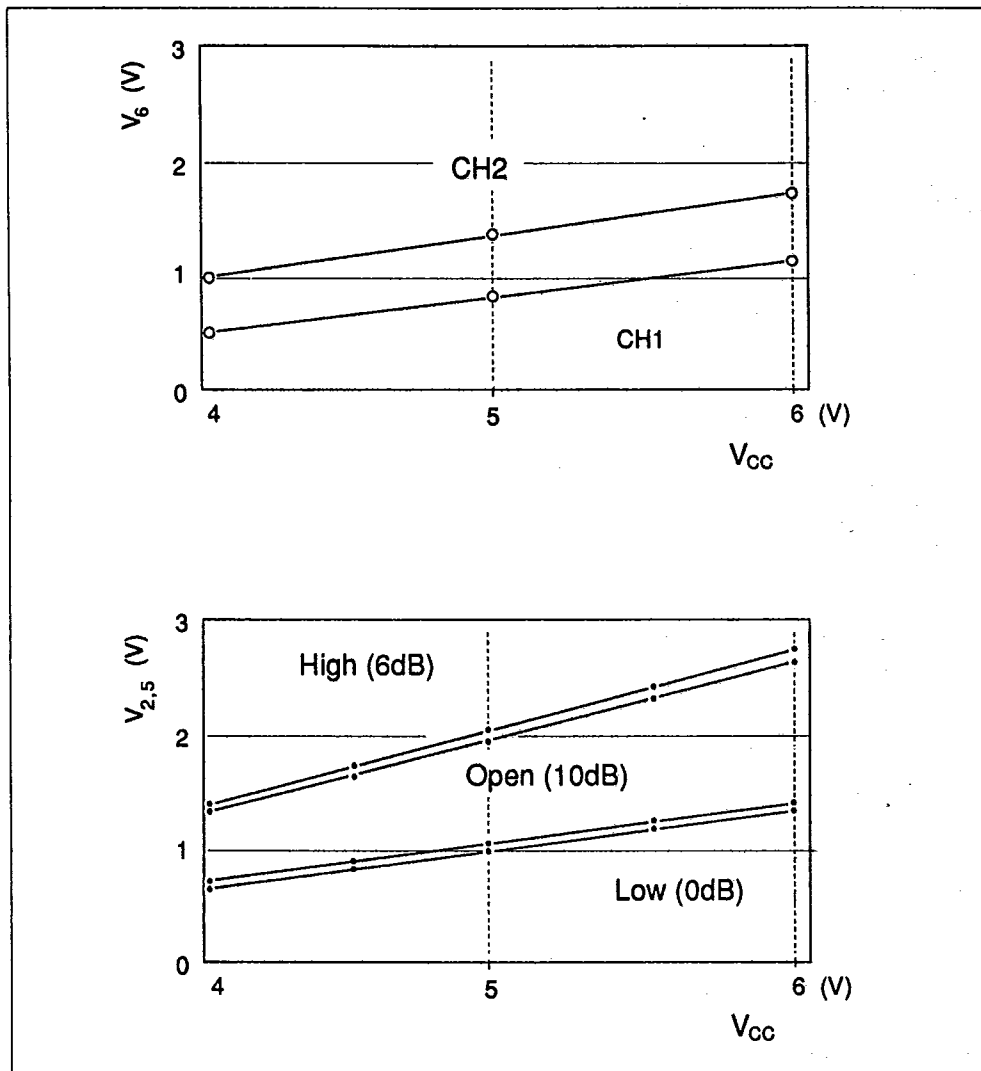 V6 (V)
3
2
1
0
CH2
CH1
4 5 6 (V)
VCC
V2,5 (V)
3
2
1
0
High (6dB)
Open (10dB)
Low (0dB)
4 5 6 (V)
VCC